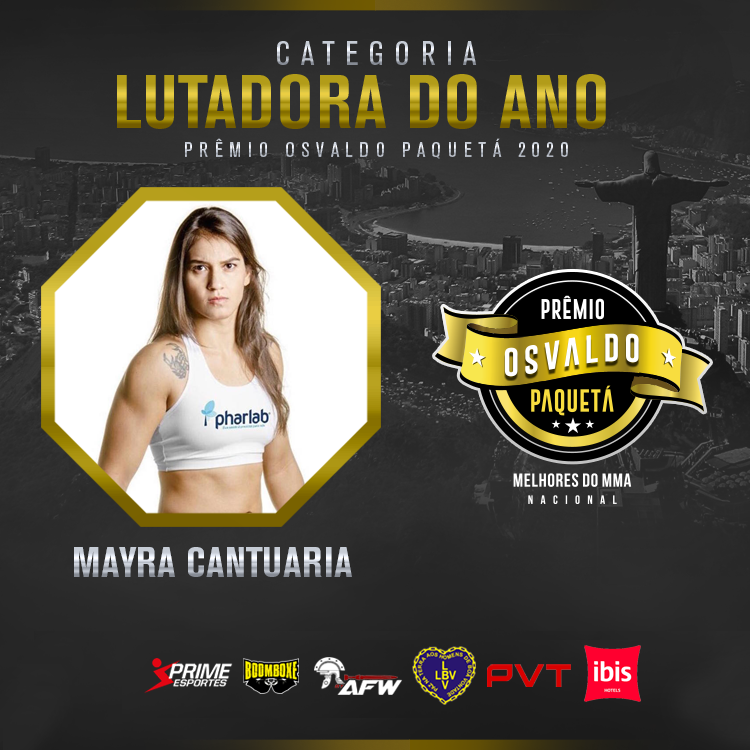 CATEGORIA
LUTADORA DO ANO
PRÊMIO OSVALDO PAQUETÁ 2020
pharlab
PRÊMIO
OSVALDO
PAQUETÁ
MELHORES DO MMA
NACIONAL
MAYRA CANTUARIA
PRIME
ESPORTES
BOOMBOXE
AFW
LBV
PVT
ibis
HOTELS